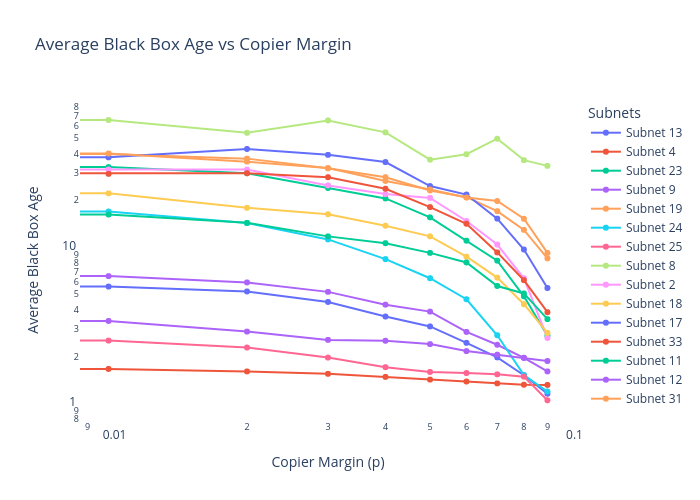 Average Black Box Age vs Copier Margin
Subnets
Subnet 13
Subnet 4
Subnet 23
Subnet 9
Subnet 19
Subnet 24
Subnet 25
Subnet 8
Subnet 2
Subnet 18
Subnet 17
Subnet 33
Subnet 11
Subnet 12
Subnet 31
Average Black Box Age
8
7
6
5
4
3
2
10
9
8
7
6
5
4
3
2
1
9
8
9
0.01
2
3
4
5
6
7
8
9
0.1
Copier Margin (p)